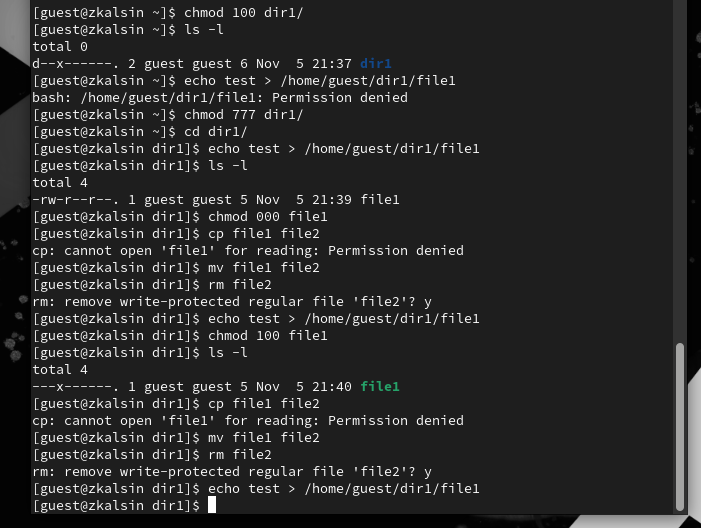 [guest@zkalsin ~]$ chmod 100 dir1/
[guest@zkalsin ~]$ ls -l
total 0
d--x------. 2 guest guest 6 Nov  5 21:37 dir1
[guest@zkalsin ~]$ echo test > /home/guest/dir1/file1
bash: /home/guest/dir1/file1: Permission denied
[guest@zkalsin ~]$ chmod 777 dir1/
[guest@zkalsin ~]$ cd dir1/
[guest@zkalsin dir1]$ echo test > /home/guest/dir1/file1
[guest@zkalsin dir1]$ ls -l
total 4
-rw-r--r--. 1 guest guest 5 Nov  5 21:39 file1
[guest@zkalsin dir1]$ chmod 000 file1
[guest@zkalsin dir1]$ cp file1 file2
cp: cannot open 'file1' for reading: Permission denied
[guest@zkalsin dir1]$ mv file1 file2
[guest@zkalsin dir1]$ rm file2
rm: remove write-protected regular file 'file2'? y
[guest@zkalsin dir1]$ echo test > /home/guest/dir1/file1
[guest@zkalsin dir1]$ chmod 100 file1
[guest@zkalsin dir1]$ ls -l
total 4
---x------. 1 guest guest 5 Nov  5 21:40 file1
[guest@zkalsin dir1]$ cp file1 file2
cp: cannot open 'file1' for reading: Permission denied
[guest@zkalsin dir1]$ mv file1 file2
[guest@zkalsin dir1]$ rm file2
rm: remove write-protected regular file 'file2'? y
[guest@zkalsin dir1]$ echo test > /home/guest/dir1/file1
[guest@zkalsin dir1]$